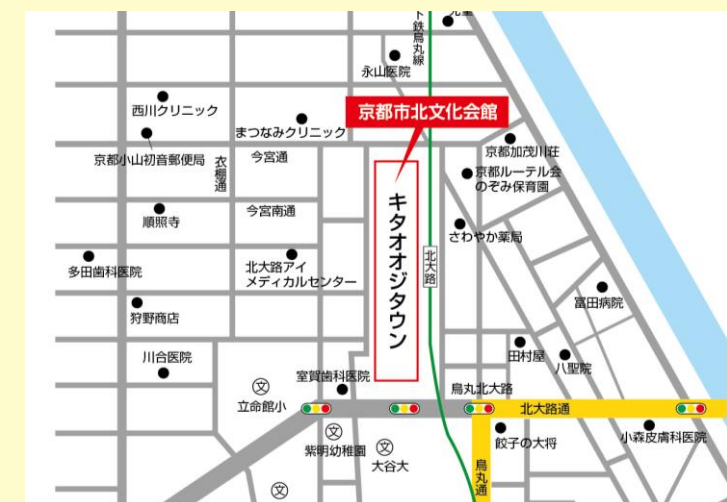 下鉄烏丸線
永山医院
西川クリニック
京都市北文化会館
まつなみクリニック
京都小山初音郵便局
今宮通
京都加茂川荘
衣棚通
京都ルーテル会
のぞみ保育園
キタオオジタウン
順照寺
今宮南通
さわやか薬局
北大路
多田歯科医院
北大路アイ
メディカルセンター
冨田病院
狩野商店
川合医院
田村屋
八聖院
室賀歯科医院
烏丸北大路
文
立命館小
北大路通
文
紫明幼稚園
文
大谷大
餃子の大将
小森皮膚科医院
烏丸通
文